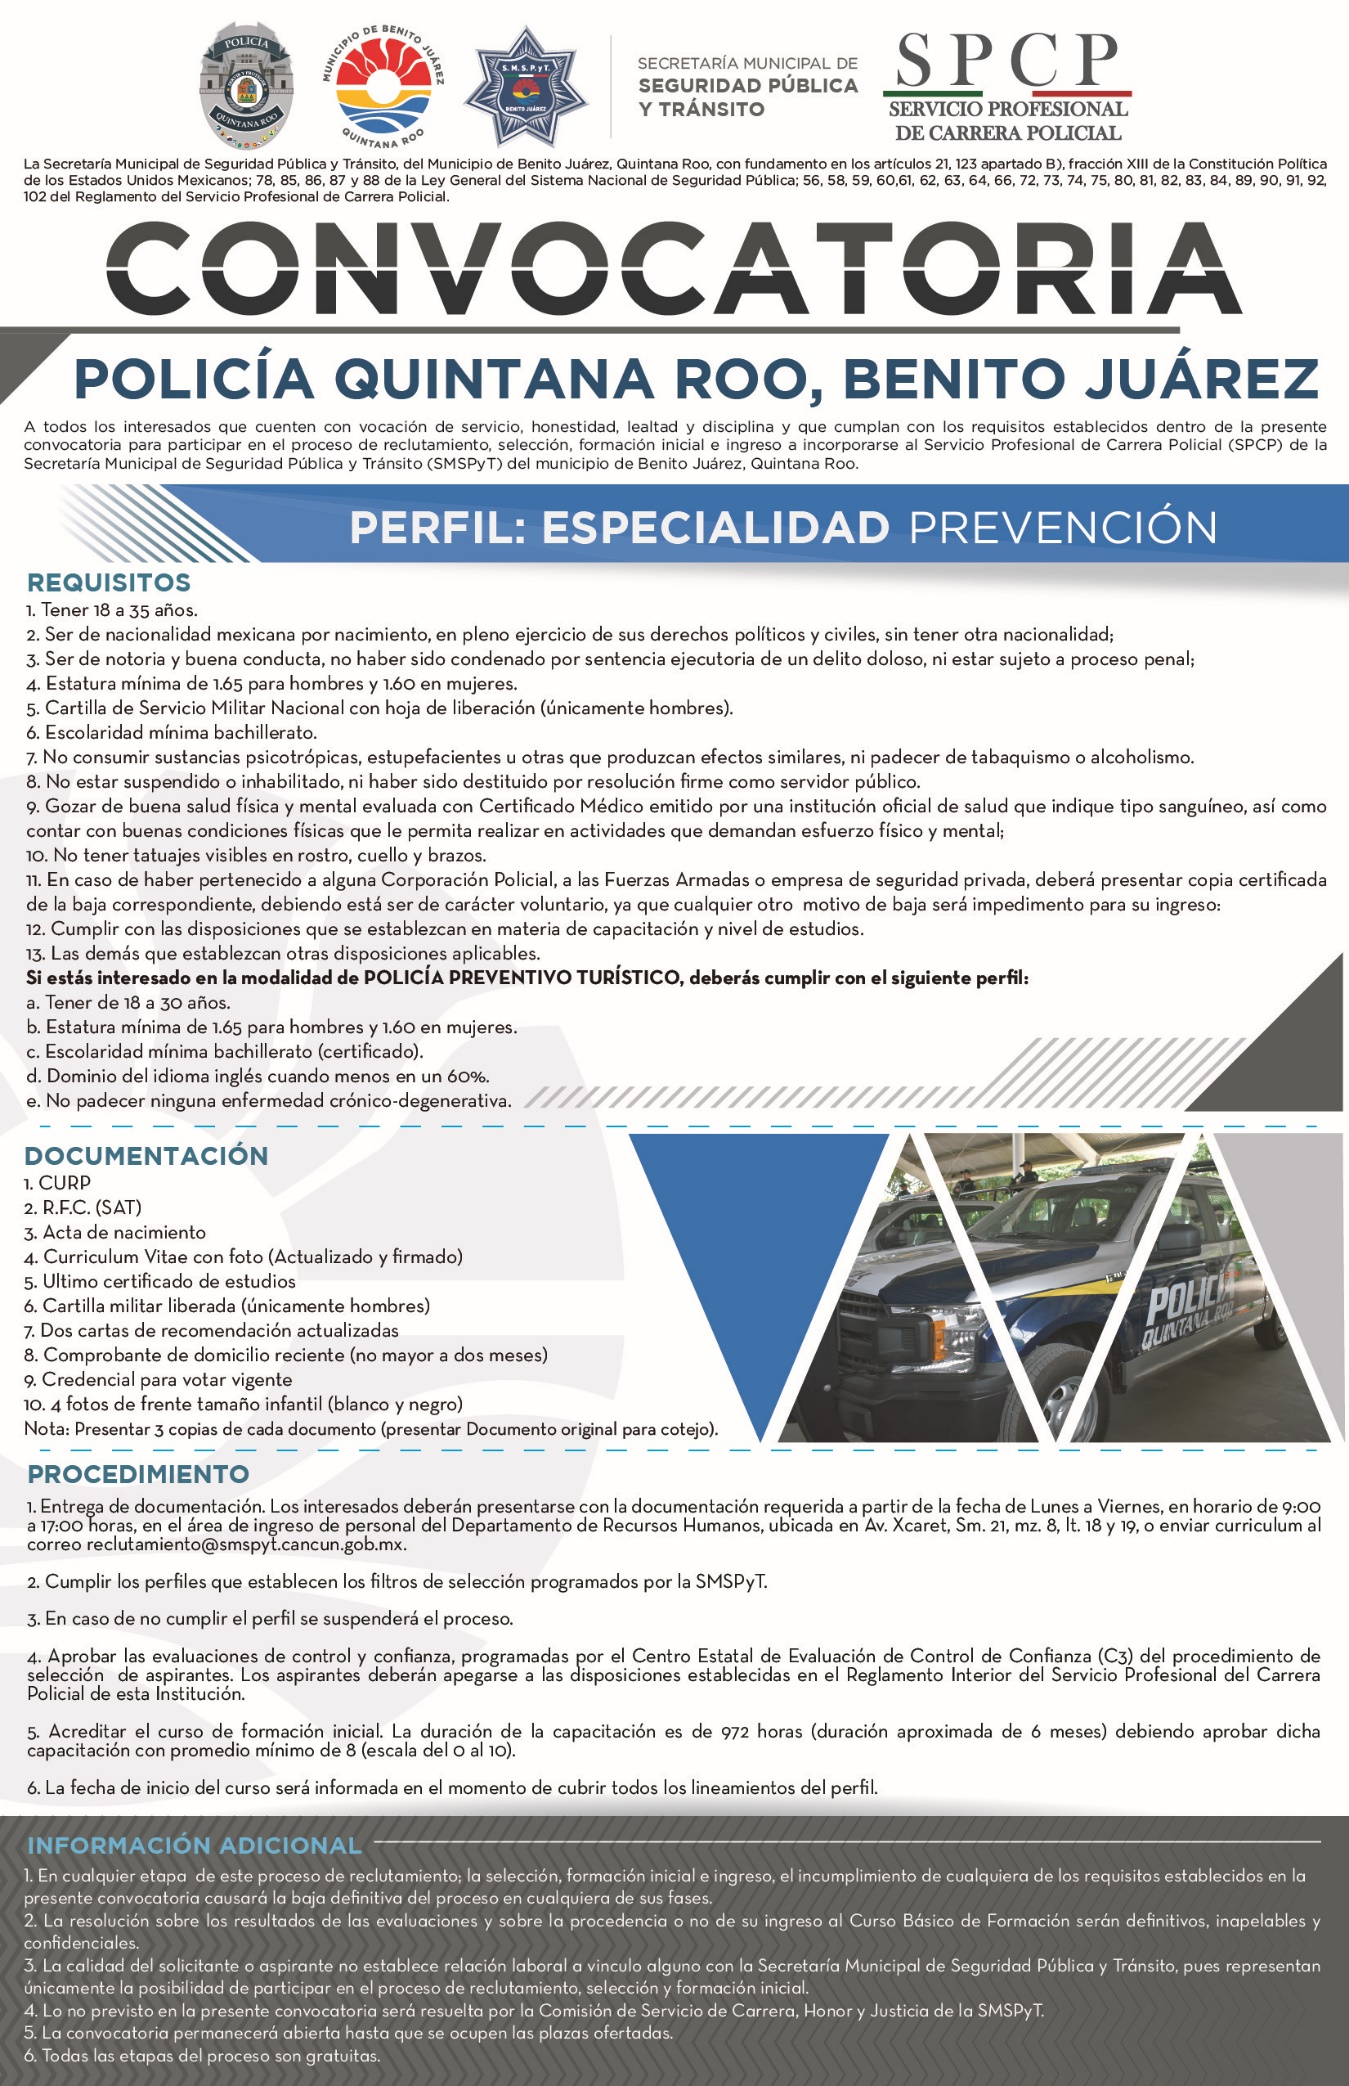 POLICÍA
QUINTANA ROO
MUNICIPIO DE BENITO JUÁREZ
QUINTANA ROO
S.M.S.P.yT.
BENITO JUÁREZ
SECRETARÍA MUNICIPAL DE
SEGURIDAD PÚBLICA
Y TRÁNSITO
SPCP
SERVICIO PROFESIONAL
DE CARRERA POLICIAL
La Secretaría Municipal de Seguridad Pública y Tránsito, del Municipio de Benito Juárez, Quintana Roo, con fundamento en los artículos 21, 123 apartado B), fracción XIII de la Constitución Política
de los Estados Unidos Mexicanos; 78, 85, 86, 87 y 88 de la Ley General del Sistema Nacional de Seguridad Pública; 56, 58, 59, 60,61, 62, 63, 64, 66, 72, 73, 74, 75, 80, 81, 82, 83, 84, 89, 90, 91, 92,
102 del Reglamento del Servicio Profesional de Carrera Policial.
CONVOCATORIA
POLICÍA QUINTANA ROO, BENITO JUÁREZ
A todos los interesados que cuenten con vocación de servicio, honestidad, lealtad y disciplina y que cumplan con los requisitos establecidos dentro de la presente
convocatoria para participar en el proceso de reclutamiento, selección, formación inicial e ingreso a incorporarse al Servicio Profesional de Carrera Policial (SPCP) de la
Secretaría Municipal de Seguridad Pública y Tránsito (SMSPyT) del municipio de Benito Juárez, Quintana Roo.
PERFIL: ESPECIALIDAD PREVENCIÓN
REQUISITOS
1. Tener 18 a 35 años.
2. Ser de nacionalidad mexicana por nacimiento, en pleno ejercicio de sus derechos políticos y civiles, sin tener otra nacionalidad;
3. Ser de notoria y buena conducta, no haber sido condenado por sentencia ejecutoria de un delito doloso, ni estar sujeto a proceso penal;
4. Estatura mínima de 1.65 para hombres y 1.60 en mujeres.
5. Cartilla de Servicio Militar Nacional con hoja de liberación (únicamente hombres).
6. Escolaridad mínima bachillerato.
7. No consumir sustancias psicotrópicas, estupefacientes u otras que produzcan efectos similares, ni padecer de tabaquismo o alcoholismo.
8. No estar suspendido o inhabilitado, ni haber sido destituido por resolución firme como servidor público.
9. Gozar de buena salud física y mental evaluada con Certificado Médico emitido por una institución oficial de salud que indique tipo sanguíneo, así como
contar con buenas condiciones físicas que le permita realizar en actividades que demandan esfuerzo físico y mental;
10. No tener tatuajes visibles en rostro, cuello y brazos.
11. En caso de haber pertenecido a alguna Corporación Policial, a las Fuerzas Armadas o empresa de seguridad privada, deberá presentar copia certificada
de la baja correspondiente, debiendo está ser de carácter voluntario, ya que cualquier otro motivo de baja será impedimento para su ingreso:
12. Cumplir con las disposiciones que se establezcan en materia de capacitación y nivel de estudios.
13. Las demás que establezcan otras disposiciones aplicables.
Si estás interesado en la modalidad de POLICÍA PREVENTIVO TURÍSTICO, deberás cumplir con el siguiente perfil:
a. Tener de 18 a 30 años.
b. Estatura mínima de 1.65 para hombres y 1.60 en mujeres.
c. Escolaridad mínima bachillerato (certificado).
d. Dominio del idioma inglés cuando menos en un 60%.
e. No padecer ninguna enfermedad crónico-degenerativa.
DOCUMENTACIÓN
1. CURP
2. R.F.C. (SAT)
3. Acta de nacimiento
4. Curriculum Vitae con foto (Actualizado y firmado)
5. Ultimo certificado de estudios
6. Cartilla militar liberada (únicamente hombres)
7. Dos cartas de recomendación actualizadas
8. Comprobante de domicilio reciente (no mayor a dos meses)
9. Credencial para votar vigente
10. 4 fotos de frente tamaño infantil (blanco y negro)
Nota: Presentar 3 copias de cada documento (presentar Documento original para cotejo).
POLICÍA
QUINTANA ROO
PROCEDIMIENTO
1. Entrega de documentación. Los interesados deberán presentarse con la documentación requerida a partir de la fecha de Lunes a Viernes, en horario de 9:00
a 17:00 horas, en el área de ingreso de personal del Departamento de Recursos Humanos, ubicada en Av. Xcaret, Sm. 21, mz. 8, lt. 18 y 19, o enviar curriculum al
correo reclutamiento@smspyt.cancun.gob.mx.
2. Cumplir los perfiles que establecen los filtros de selección programados por la SMSPyT.
3. En caso de no cumplir el perfil se suspenderá el proceso.
4. Aprobar las evaluaciones de control y confianza, programadas por el Centro Estatal de Evaluación de Control de Confianza (C3) del procedimiento de
selección de aspirantes. Los aspirantes deberán apegarse a las disposiciones establecidas en el Reglamento Interior del Servicio Profesional del Carrera
Policial de esta Institución.
5. Acreditar el curso de formación inicial. La duración de la capacitación es de 972 horas (duración aproximada de 6 meses) debiendo aprobar dicha
capacitación con promedio mínimo de 8 (escala del 0 al 10).
6. La fecha de inicio del curso será informada en el momento de cubrir todos los lineamientos del perfil.
INFORMACIÓN ADICIONAL
1. En cualquier etapa de este proceso de reclutamiento; la selección, formación inicial e ingreso, el incumplimiento de cualquiera de los requisitos establecidos en la
presente convocatoria causará la baja definitiva del proceso en cualquiera de sus fases.
2. La resolución sobre los resultados de las evaluaciones y sobre la procedencia o no de su ingreso al Curso Básico de Formación serán definitivos, inapelables y
confidenciales.
3. La calidad del solicitante o aspirante no establece relación laboral a vinculo alguno con la Secretaría Municipal de Seguridad Pública y Tránsito, pues representan
únicamente la posibilidad de participar en el proceso de reclutamiento, selección y formación inicial.
4. Lo no previsto en la presente convocatoria será resuelta por la Comisión de Servicio de Carrera, Honor y Justicia de la SMSPyT.
5. La convocatoria permanecerá abierta hasta que se ocupen las plazas ofertadas.
6. Todas las etapas del proceso son gratuitas.